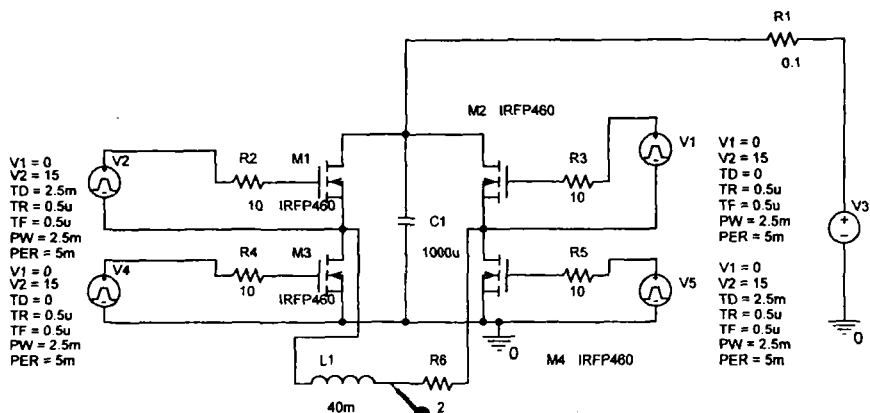 R1
0.1
M2 IRFP460
V1 = 0
V2 = 15
TD = 2.5m
TR = 0.5u
TF = 0.5u
PW = 2.5m
PER = 5m
V2
R2
10
M1
IRFP460
R3
10
V1
V1 = 0
V2 = 15
TD = 0
TR = 0.5u
TF = 0.5u
PW = 2.5m
PER = 5m
V3
C1
1000u
V1 = 0
V2 = 15
TD = 0
TR = 0.5u
TF = 0.5u
PW = 2.5m
PER = 5m
V4
R4
10
M3
IRFP460
R5
10
V5
V1 = 0
V2 = 15
TD = 2.5m
TR = 0.5u
TF = 0.5u
PW = 2.5m
PER = 5m
0
0
M4 IRFP460
L1
40m
R6
2